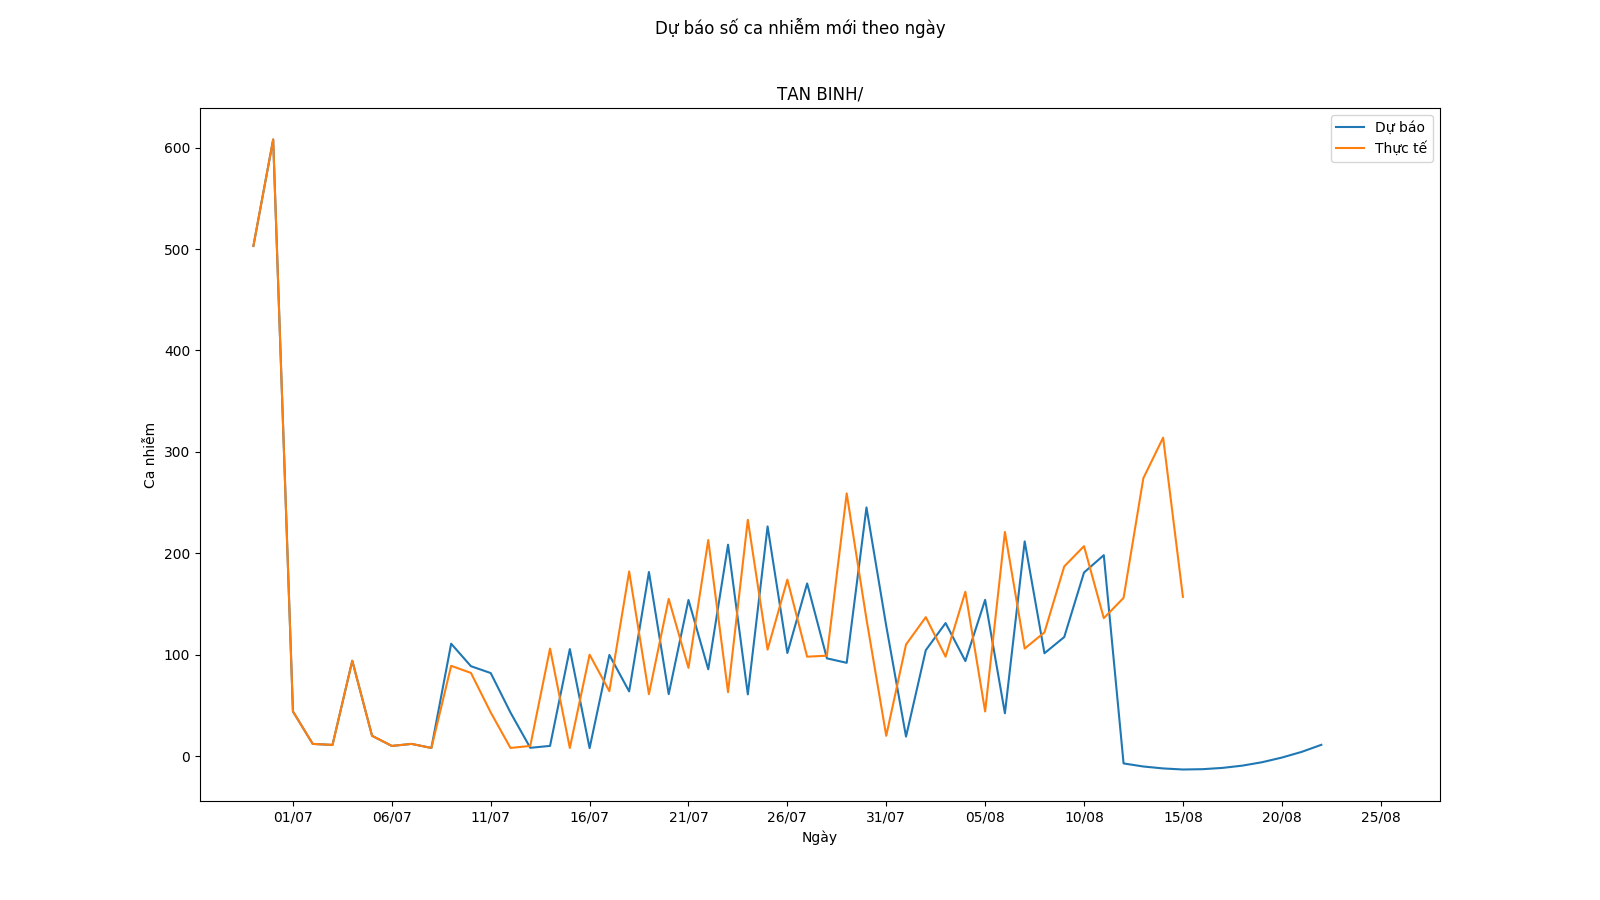 Dự báo số ca nhiễm mới theo ngày
TAN BINH/
Dự báo
Thực tế
600
500
400
300
200
100
0
Ca nhiễm
01/07 06/07 11/07 16/07 21/07 26/07 31/07 05/08 10/08 15/08 20/08 25/08
Ngày